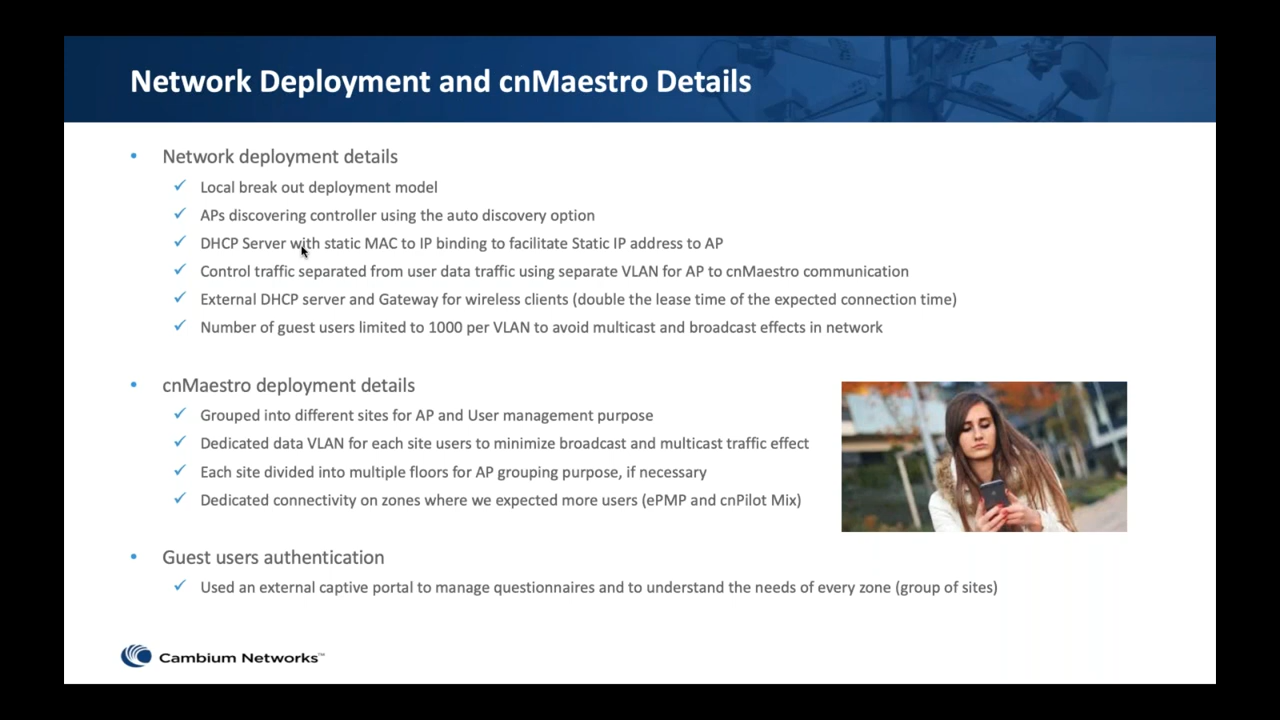 Network Deployment and cnMaestro Details
• Network deployment details
✓ Local break out deployment model
✓ APs discovering controller using the auto discovery option
✓ DHCP Server with static MAC to IP binding to facilitate Static IP address to AP
✓ Control traffic separated from user data traffic using separate VLAN for AP to cnMaestro communication
✓ External DHCP server and Gateway for wireless clients (double the lease time of the expected connection time)
✓ Number of guest users limited to 1000 per VLAN to avoid multicast and broadcast effects in network
• cnMaestro deployment details
✓ Grouped into different sites for AP and User management purpose
✓ Dedicated data VLAN for each site users to minimize broadcast and multicast traffic effect
✓ Each site divided into multiple floors for AP grouping purpose, if necessary
✓ Dedicated connectivity on zones where we expected more users (ePMP and cnPilot Mix)
• Guest users authentication
✓ Used an external captive portal to manage questionnaires and to understand the needs of every zone (group of sites)
Cambium Networks™